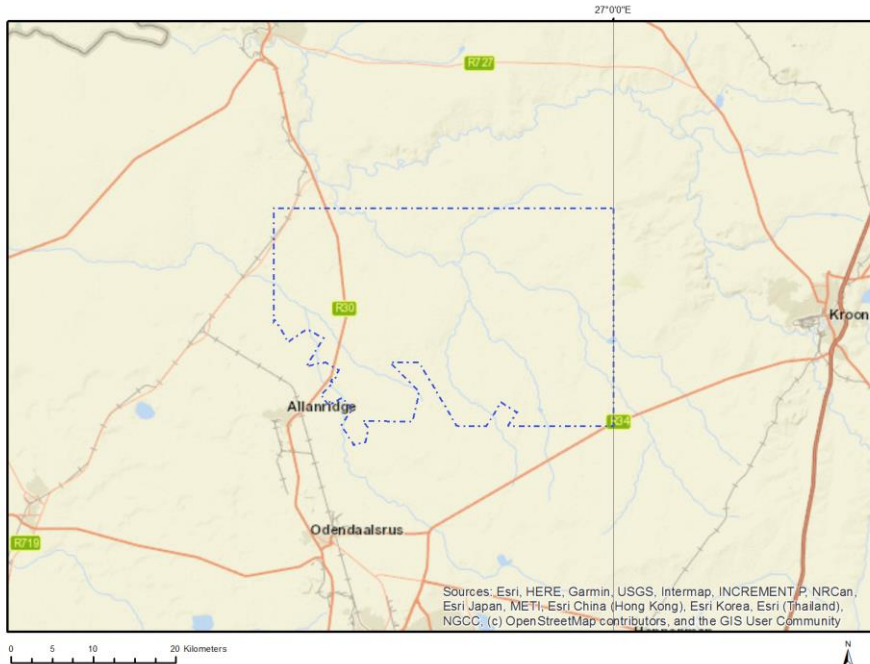 27°0'0"E
R727
R30
Kroon
Allanridge
R34
Odendaalsrus
R719
Sources: Esri, HERE, Garmin, USGS, Intermap, INCREMENT P, NRCan,
Esri Japan, METI, Esri China (Hong Kong), Esri Korea, Esri (Thailand),
NGCC, (c) OpenStreetMap contributors, and the GIS User Community
0 5 10 20 Kilometers
N